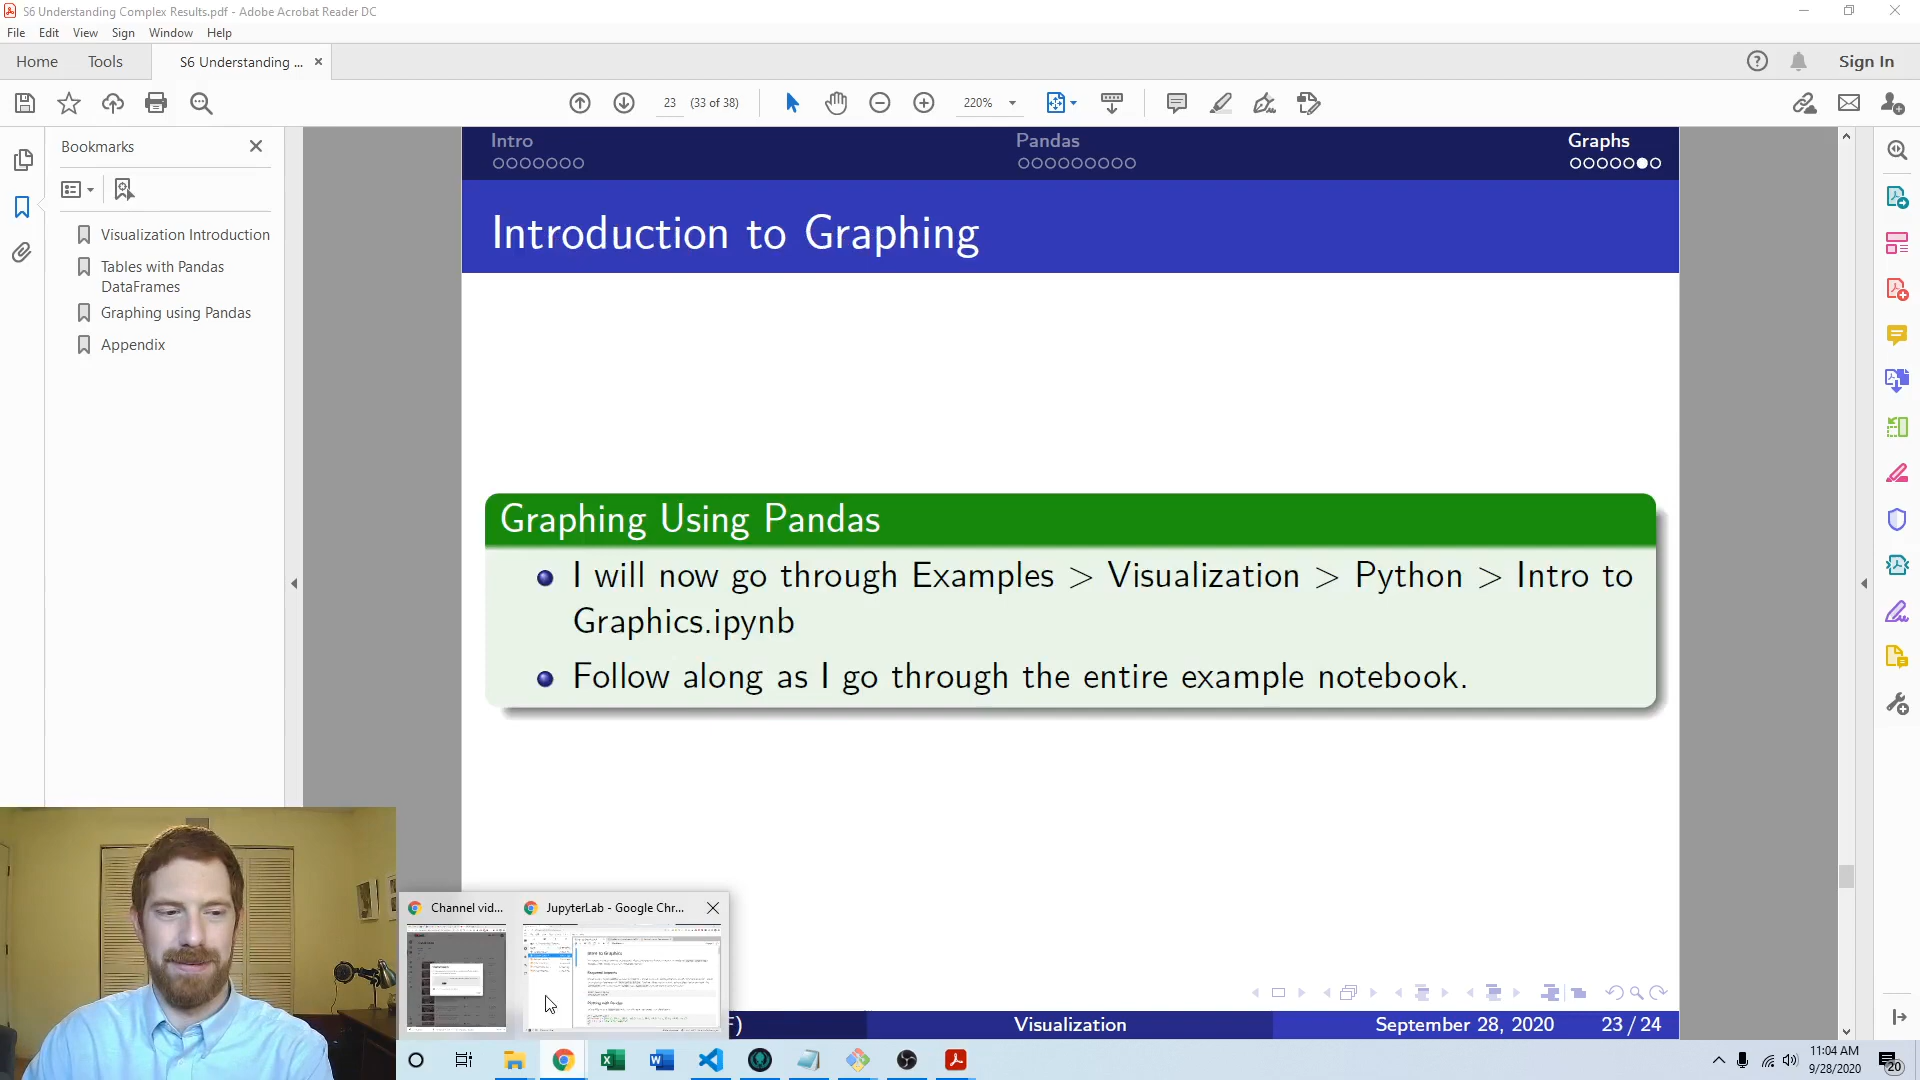 S6 Understanding Complex Results.pdf - Adobe Acrobat Reader DC
File Edit View Sign Window Help
Home Tools S6 Understanding ... Sign In
23 (33 of 38) 220%
Bookmarks
Visualization Introduction
Tables with Pandas
DataFrames
Graphing using Pandas
Appendix
Intro Pandas Graphs
Introduction to Graphing
Graphing Using Pandas
I will now go through Examples > Visualization > Python > Intro to
Graphics.ipynb
Follow along as I go through the entire example notebook.
Channel vid... JupyterLab - Google Chr...
Intro to Graphics
F) Visualization September 28, 2020 23 / 24
11:04 AM
9/28/2020
20